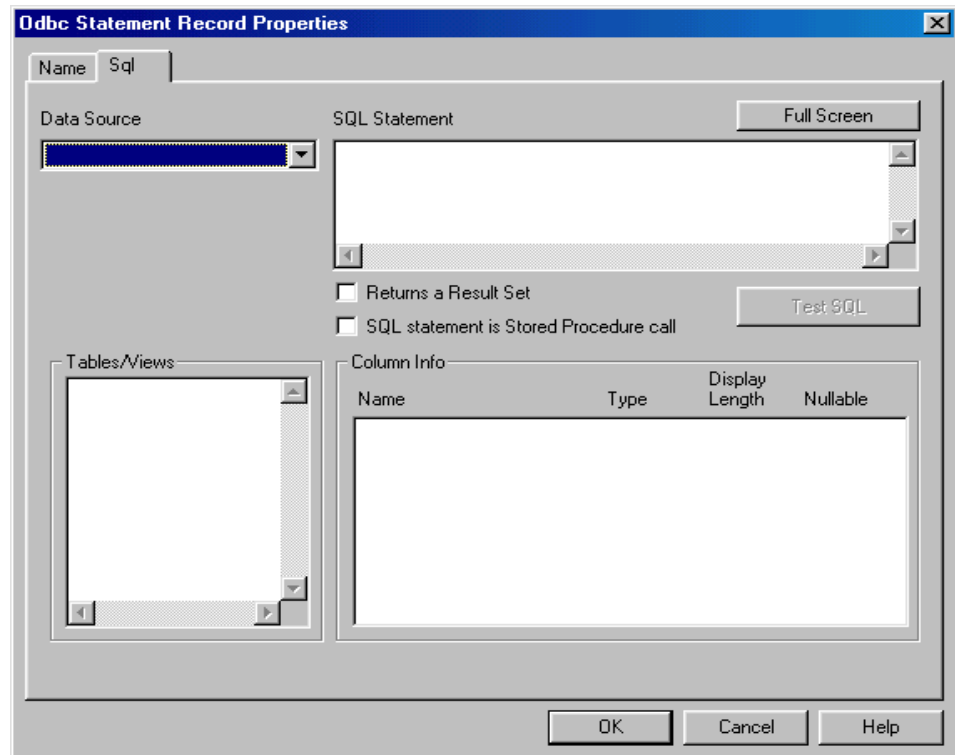 Odbc Statement Record Properties
Name
Sql
Data Source
SQL Statement
Full Screen
Returns a Result Set
SQL statement is Stored Procedure call
Test SQL
Tables/Views
Column Info
Name
Type
Display
Length
Nullable
OK
Cancel
Help